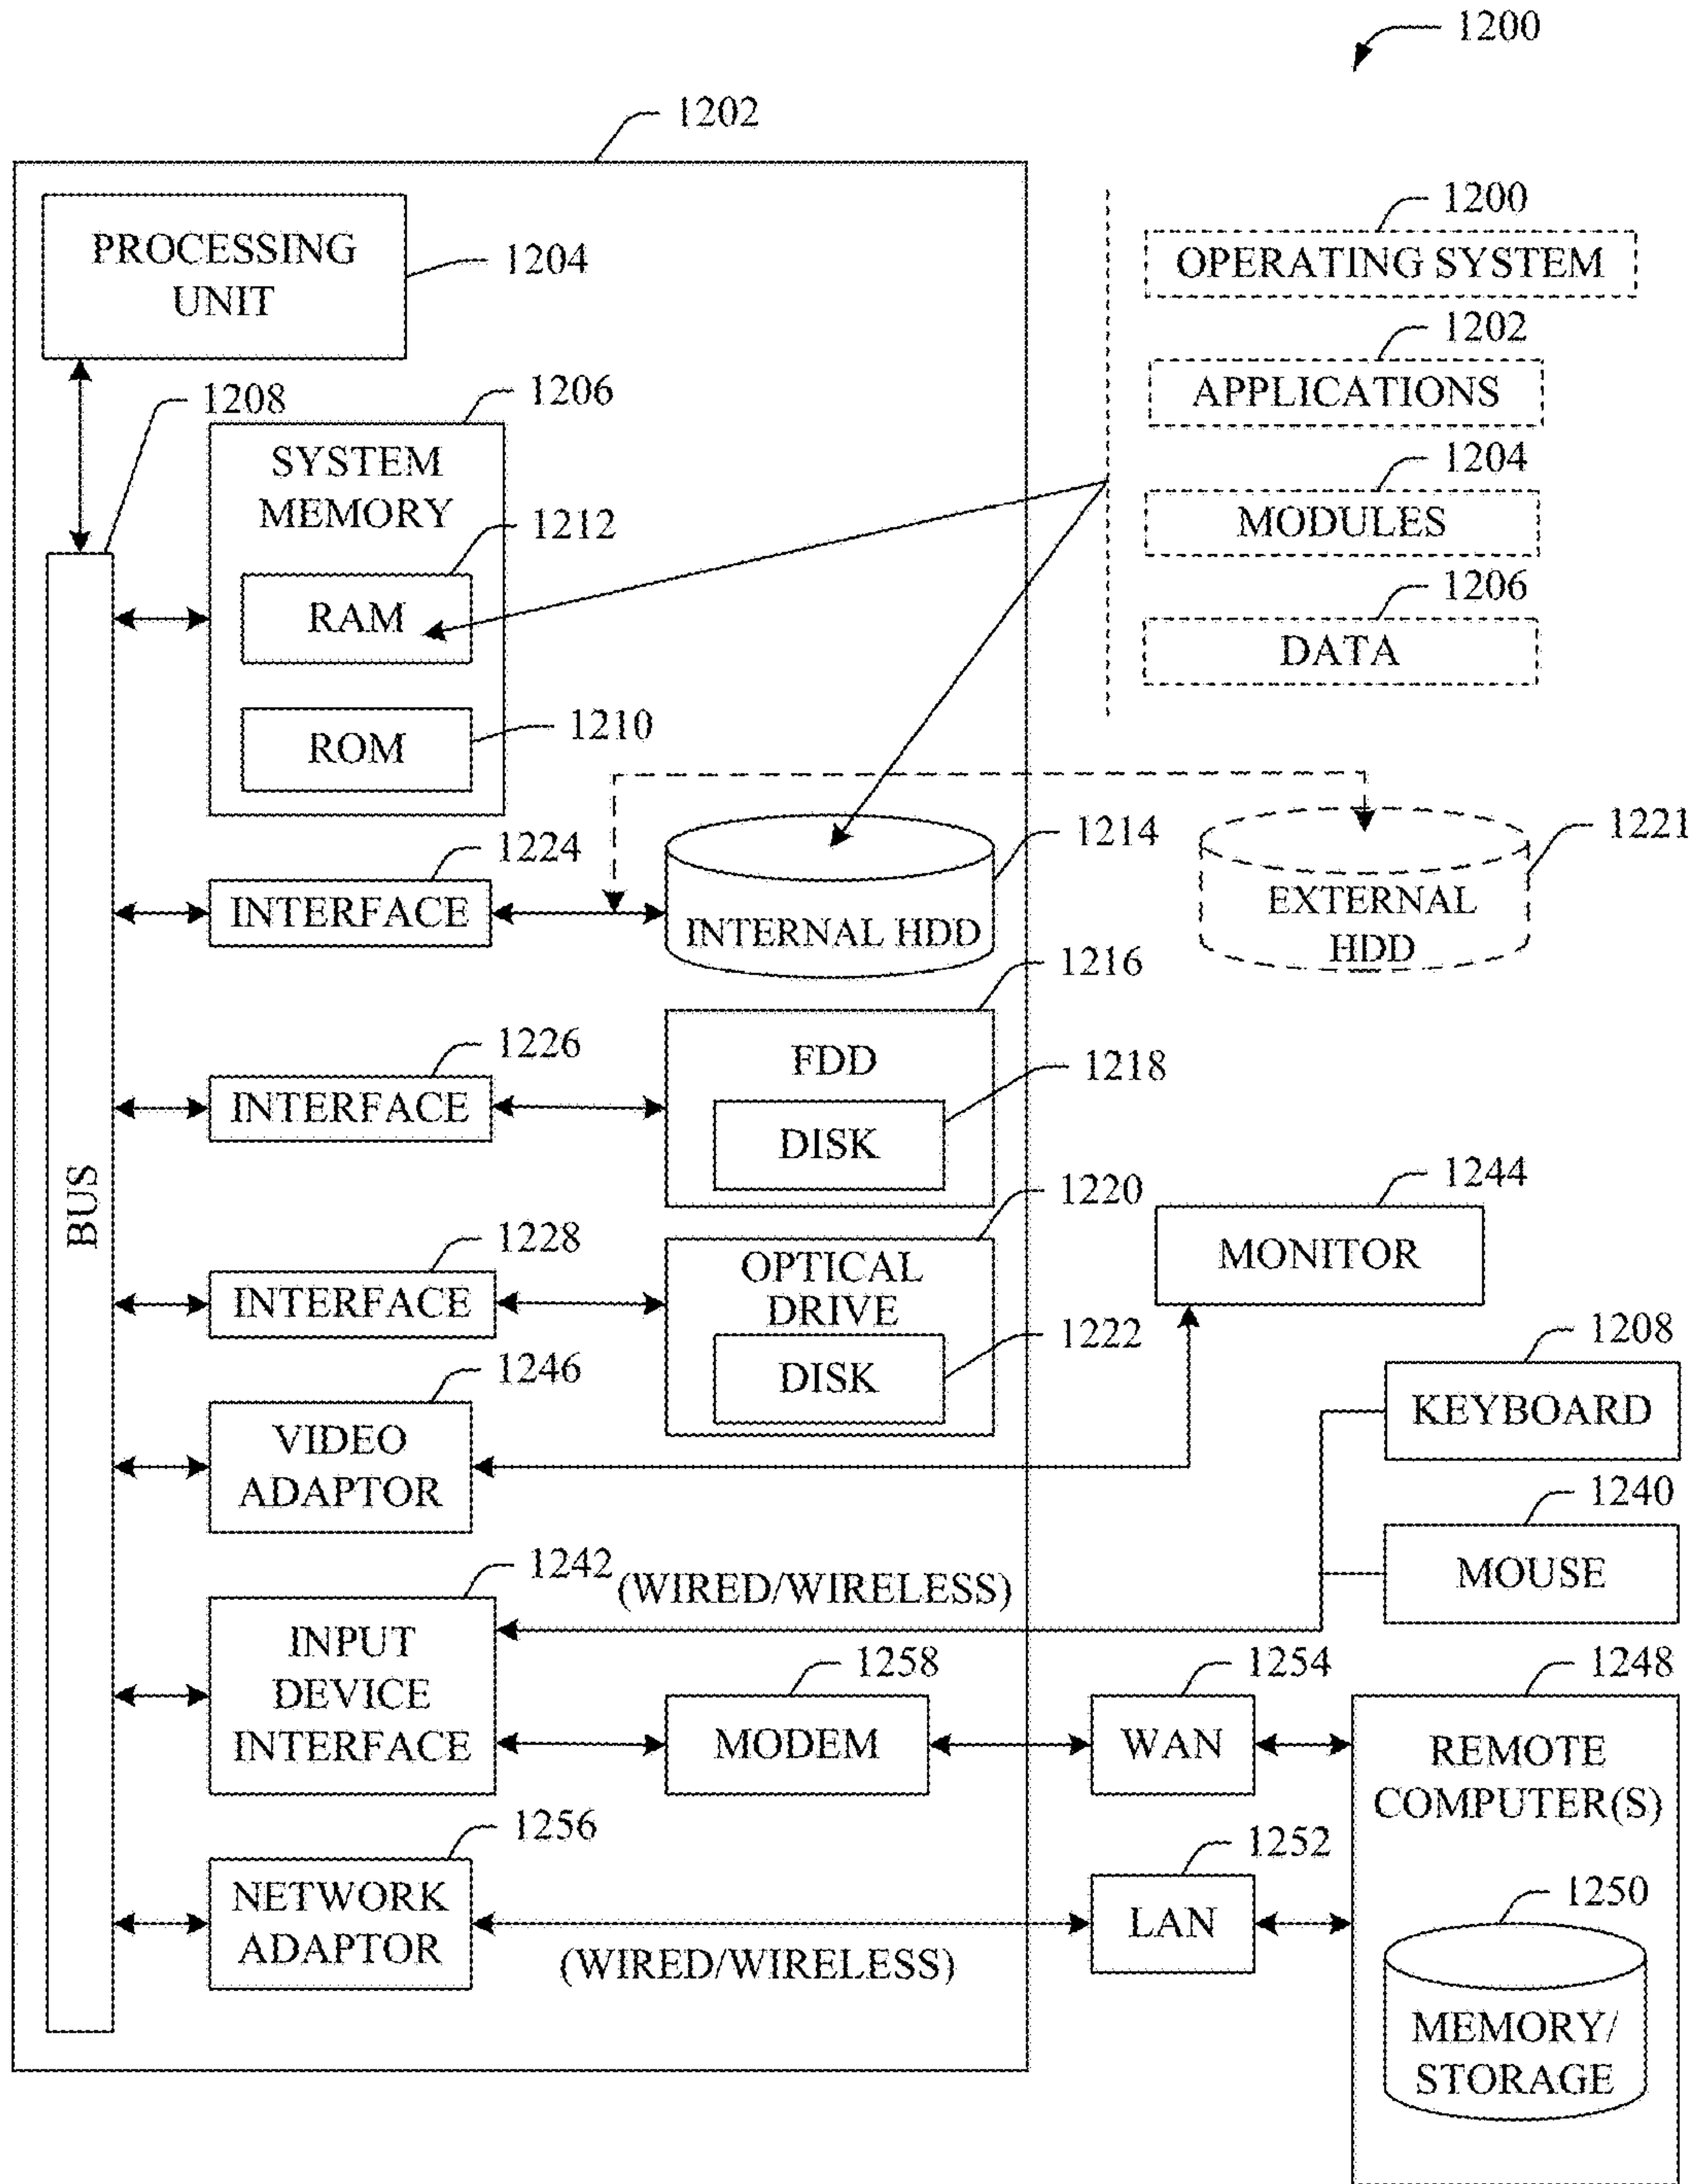 1200
1202
PROCESSING
UNIT
1204
1200
OPERATING SYSTEM
1202
APPLICATIONS
1204
MODULES
1206
DATA
1208
1206
SYSTEM
MEMORY
1212
RAM
1210
ROM
BUS
1224
INTERFACE
1214
INTERNAL HDD
1221
EXTERNAL
HDD
1226
INTERFACE
1216
FDD
1218
DISK
1228
INTERFACE
1220
OPTICAL
DRIVE
1222
DISK
1244
MONITOR
1246
VIDEO
ADAPTOR
1208
KEYBOARD
1240
MOUSE
1242
(WIRED/WIRELESS)
INPUT
DEVICE
INTERFACE
1258
MODEM
1254
WAN
1248
REMOTE
COMPUTER(S)
1256
NETWORK
ADAPTOR
(WIRED/WIRELESS)
1252
LAN
1250
MEMORY/
STORAGE